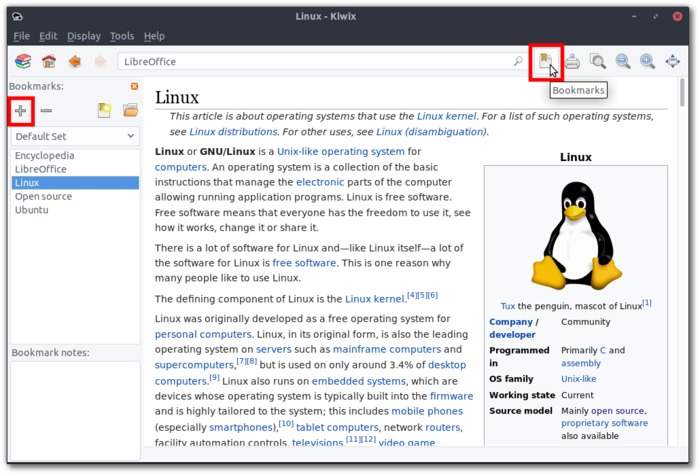 Linux - Kiwix
File Edit Display Tools Help
LibreOffice
Bookmarks
Bookmarks:
Default Set
Encyclopedia
LibreOffice
Linux
Open source
Ubuntu
Bookmark notes:
Linux
This article is about operating systems that use the Linux kernel. For a list of such operating systems,
see Linux distributions. For other uses, see Linux (disambiguation).
Linux or GNU/Linux is a Unix-like operating system for
computers. An operating system is a collection of the basic
instructions that manage the electronic parts of the computer
allowing running application programs. Linux is free software.
Free software means that everyone has the freedom to use it, see
how it works, change it or share it.
There is a lot of software for Linux and—like Linux itself—a lot of
the software for Linux is free software. This is one reason why
many people like to use Linux.
The defining component of Linux is the Linux kernel.[4][5][6]
Linux was originally developed as a free operating system for
personal computers. Linux, in its original form, is also the leading
operating system on servers such as mainframe computers and
supercomputers,[7][8] but is used on only around 3.4% of desktop
computers.[9] Linux also runs on embedded systems, which are
devices whose operating system is typically built into the firmware
and is highly tailored to the system; this includes mobile phones
(especially smartphones),[10] tablet computers, network routers,
facility automation controls, televisions,[11][12] video game
Linux
Tux the penguin, mascot of Linux[1]
Company / developer Community
Programmed in Primarily C and assembly
OS family Unix-like
Working state Current
Source model Mainly open source, proprietary software also available